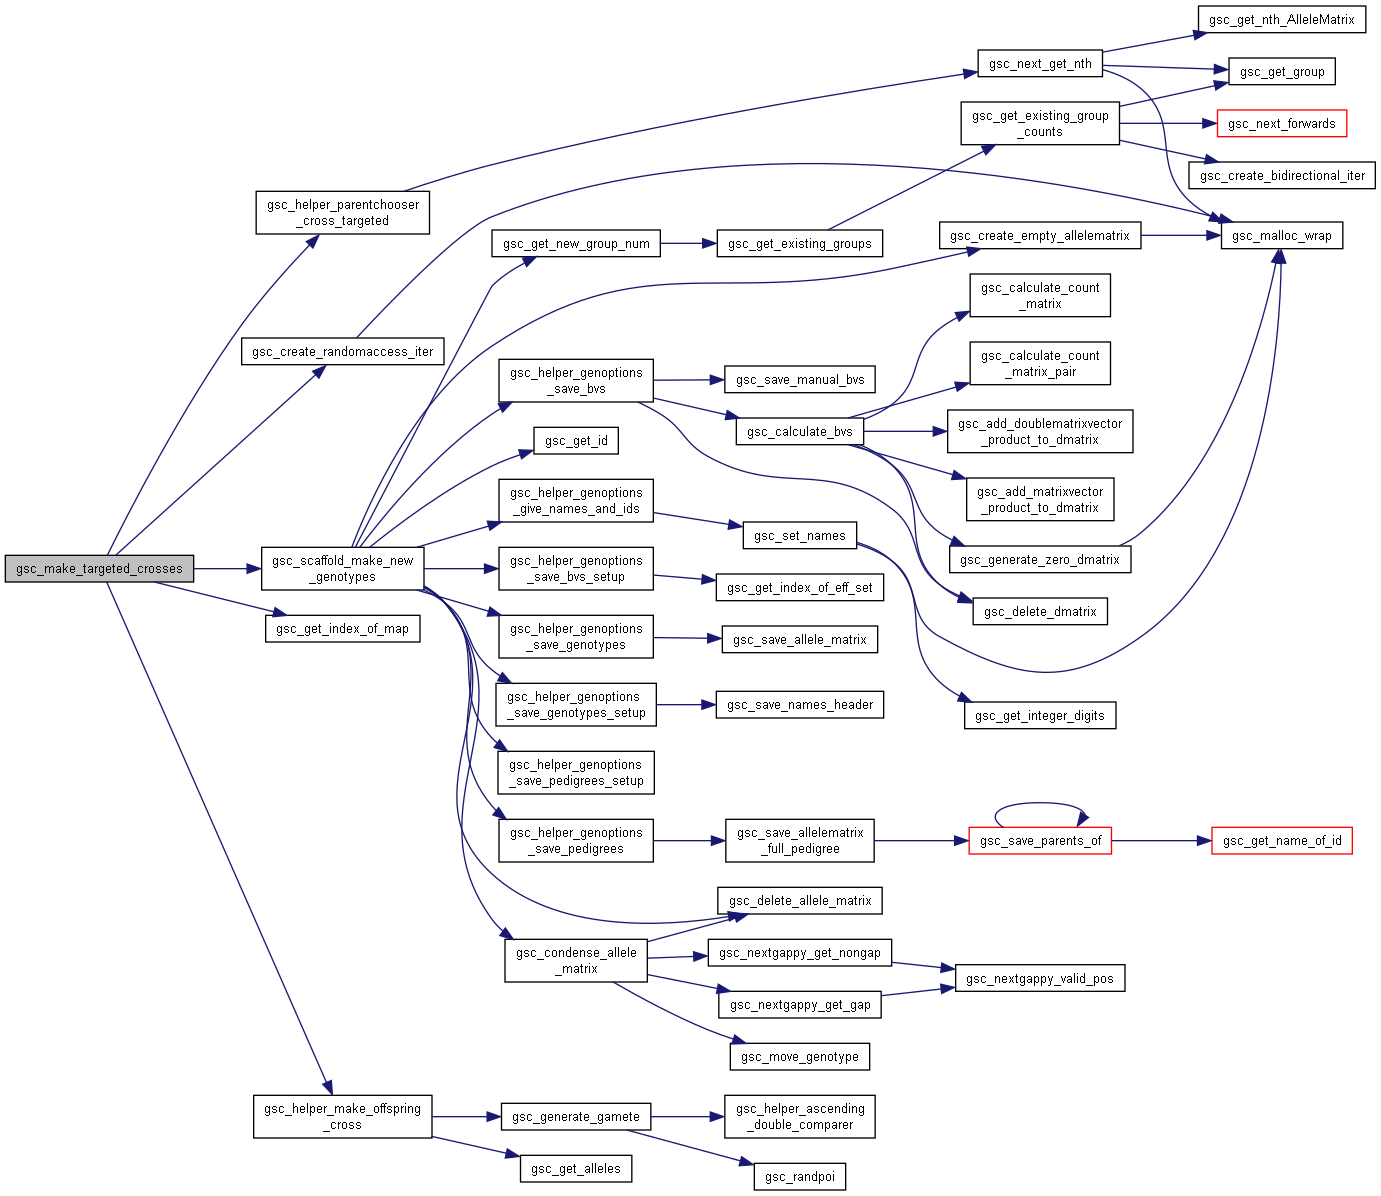 gsc_get_nth_AlleleMatrix
gsc_next_get_nth
gsc_get_group
gsc_get_existing_group
_counts
gsc_next_forwards
gsc_create_bidirectional_iter
gsc_helper_parentchooser
_cross_targeted
gsc_get_new_group_num
gsc_get_existing_groups
gsc_create_empty_allelematrix
gsc_malloc_wrap
gsc_calculate_count
_matrix
gsc_create_randomaccess_iter
gsc_calculate_count
_matrix_pair
gsc_helper_genoptions
_save_bvs
gsc_save_manual_bvs
gsc_calculate_bvs
gsc_add_doublematrixvector
_product_to_dmatrix
gsc_get_id
gsc_helper_genoptions
_give_names_and_ids
gsc_add_matrixvector
_product_to_dmatrix
gsc_set_names
gsc_generate_zero_dmatrix
gsc_make_targeted_crosses
gsc_scaffold_make_new
_genotypes
gsc_helper_genoptions
_save_bvs_setup
gsc_get_index_of_eff_set
gsc_delete_dmatrix
gsc_get_index_of_map
gsc_helper_genoptions
_save_genotypes
gsc_save_allele_matrix
gsc_helper_genoptions
_save_genotypes_setup
gsc_save_names_header
gsc_get_integer_digits
gsc_helper_genoptions
_save_pedigrees_setup
gsc_helper_genoptions
_save_pedigrees
gsc_save_allelematrix
_full_pedigree
gsc_save_parents_of
gsc_get_name_of_id
gsc_delete_allele_matrix
gsc_condense_allele
_matrix
gsc_nextgappy_get_nongap
gsc_nextgappy_valid_pos
gsc_nextgappy_get_gap
gsc_move_genotype
gsc_helper_make_offspring
_cross
gsc_generate_gamete
gsc_helper_ascending
_double_comparer
gsc_get_alleles
gsc_randpoi